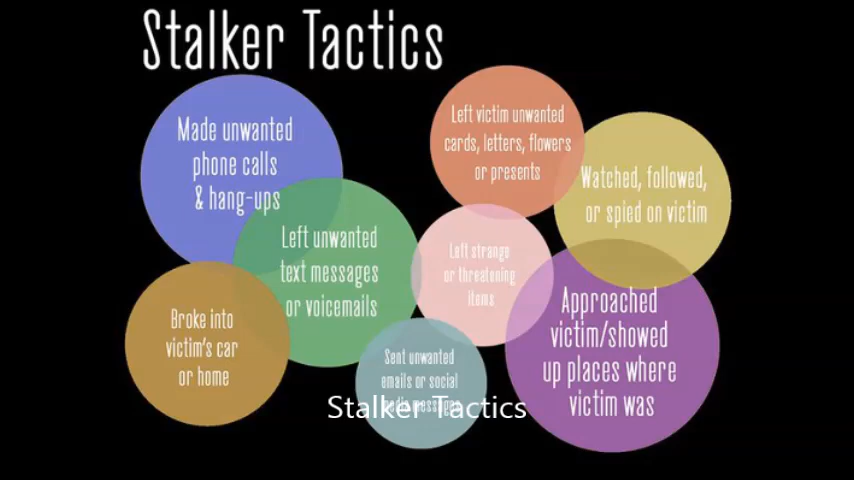 Stalker Tactics
Made unwanted
phone calls
& hang-ups
Left victim unwanted
cards, letters, flowers
or presents
Watched, followed,
or spied on victim
Left unwanted
text messages
or voicemails
Left strange
or threatening
items
Broke into
victim's car
or home
Approached
victim/showed
up places where
victim was
Sent unwanted
emails or social
media messages
Stalker Tactics